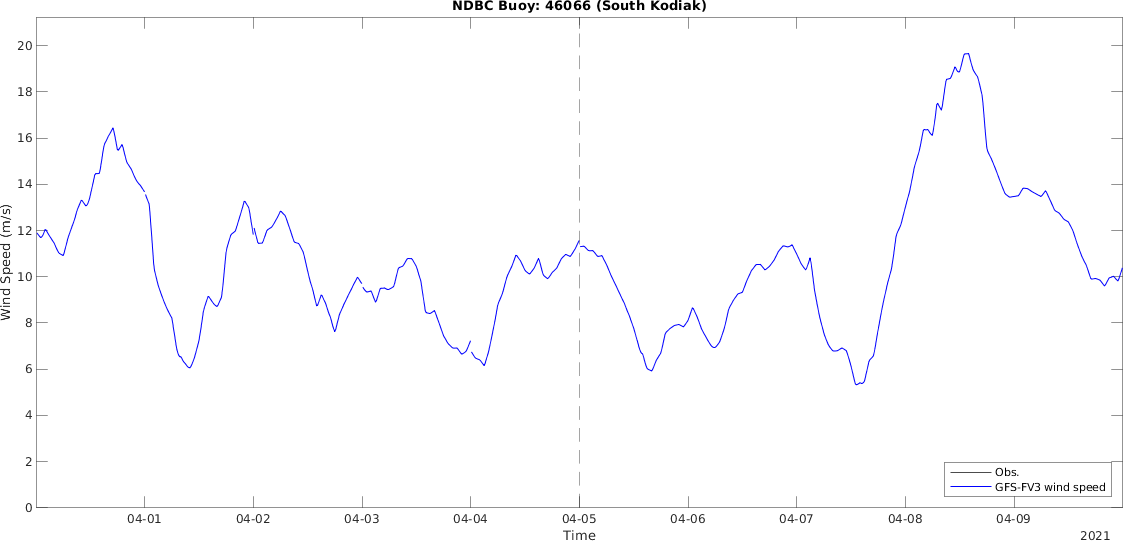 NDBC Buoy: 46066 (South Kodiak)
Wind Speed (m/s)
20
18
16
14
12
10
8
6
4
2
0
Obs.
GFS-FV3 wind speed
04-01 04-02 04-03 04-04 04-05 04-06 04-07 04-08 04-09
Time
2021